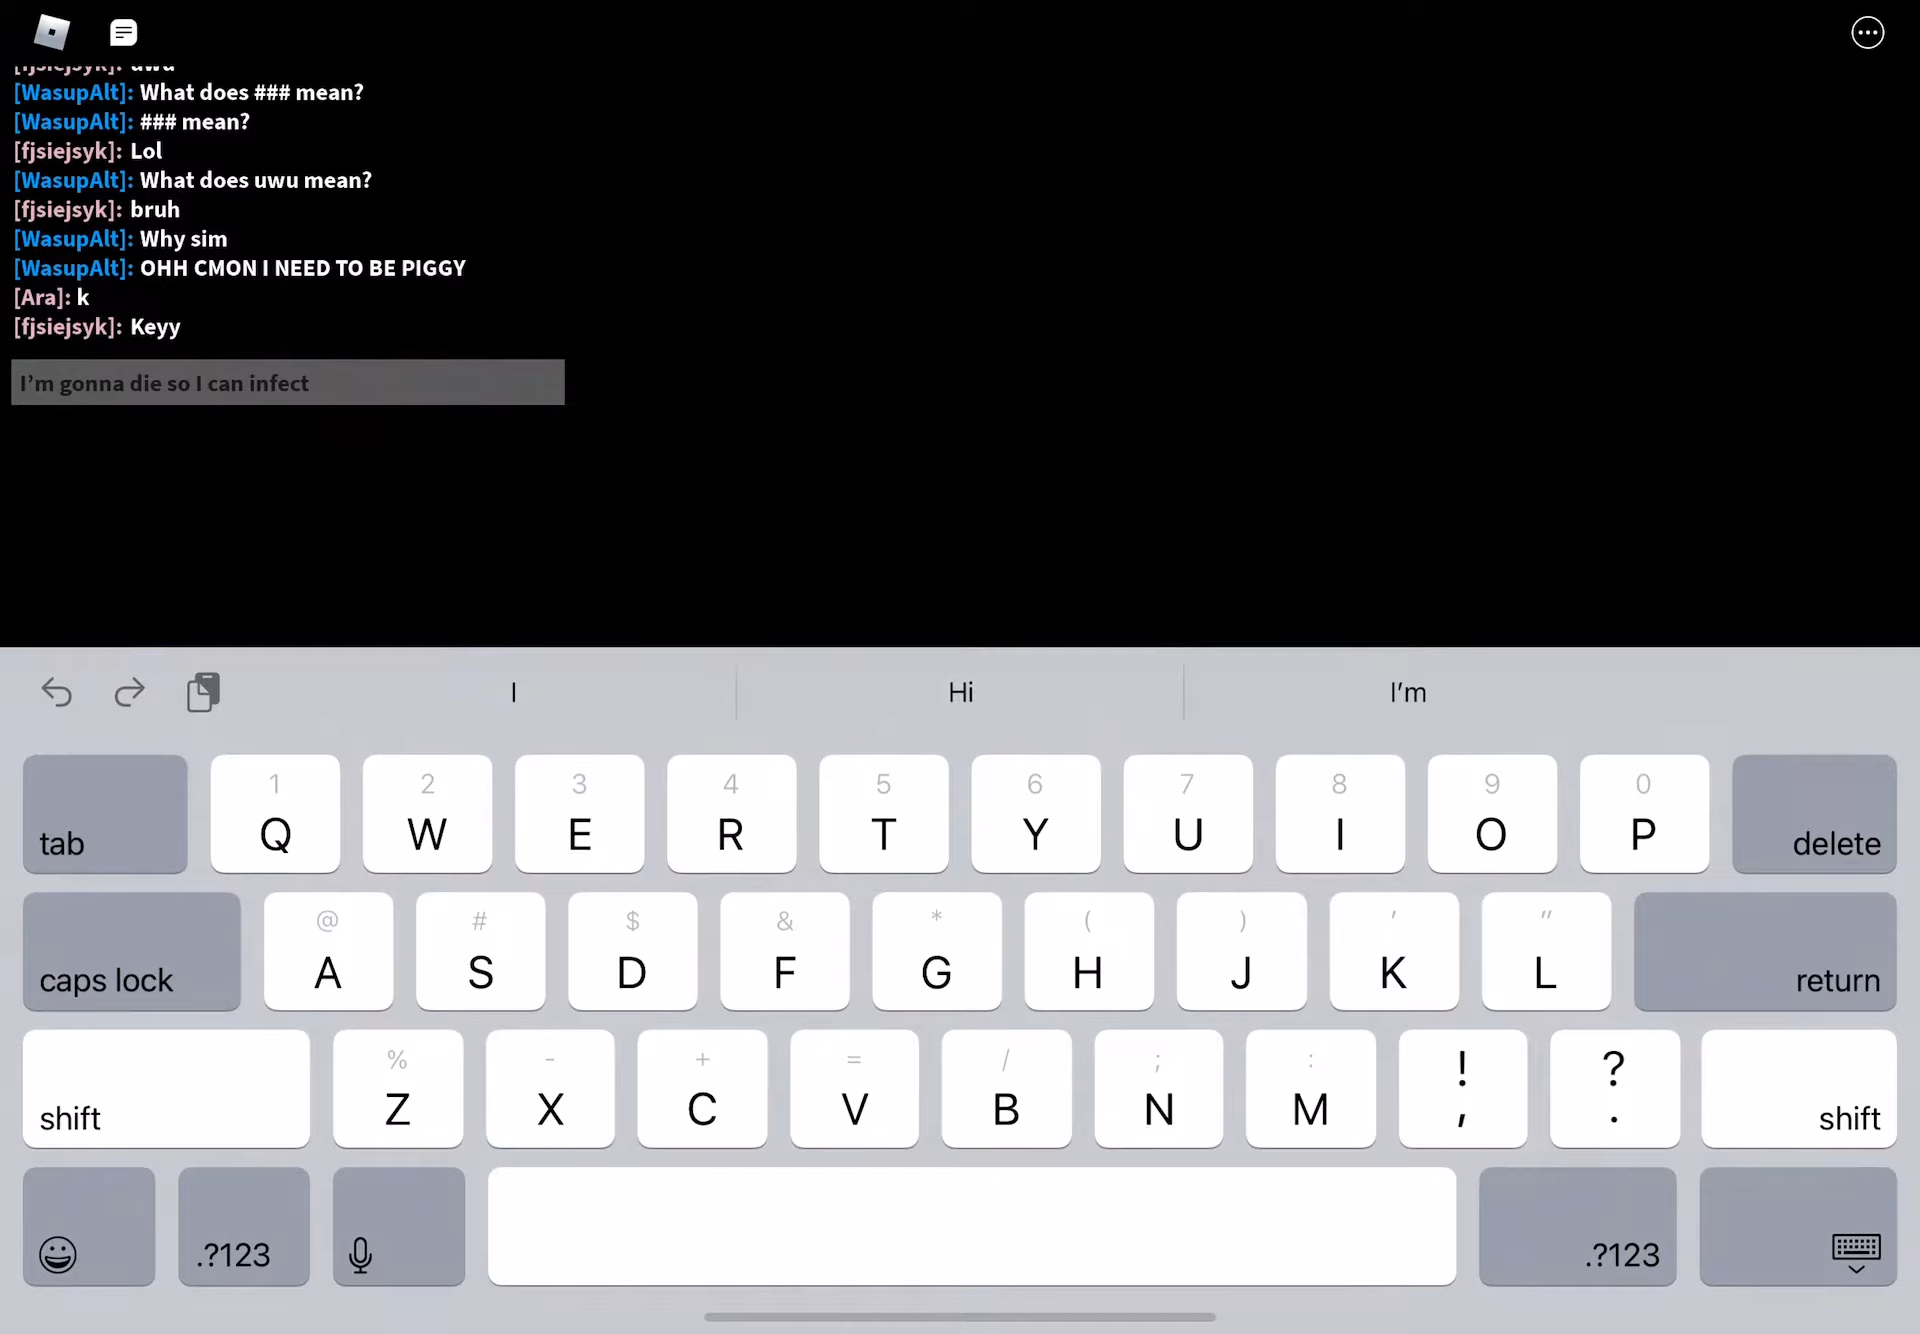 [fjsiejsyk]: uwu
[WasupAlt]: What does ### mean?
[WasupAlt]: ### mean?
[fjsiejsyk]: Lol
[WasupAlt]: What does uwu mean?
[fjsiejsyk]: bruh
[WasupAlt]: Why sim
[WasupAlt]: OHH CMON I NEED TO BE PIGGY
[Ara]: k
[fjsiejsyk]: Keyy
I’m gonna die so I can infect
I Hi I’m
1 2 3 4 5 6 7 8 9 0
tab Q W E R T Y U I O P delete
@ # $ & * ( ) ' "
caps lock A S D F G H J K L return
% - + = / ; : ! ?
shift Z X C V B N M , . shift
.?123 .?123